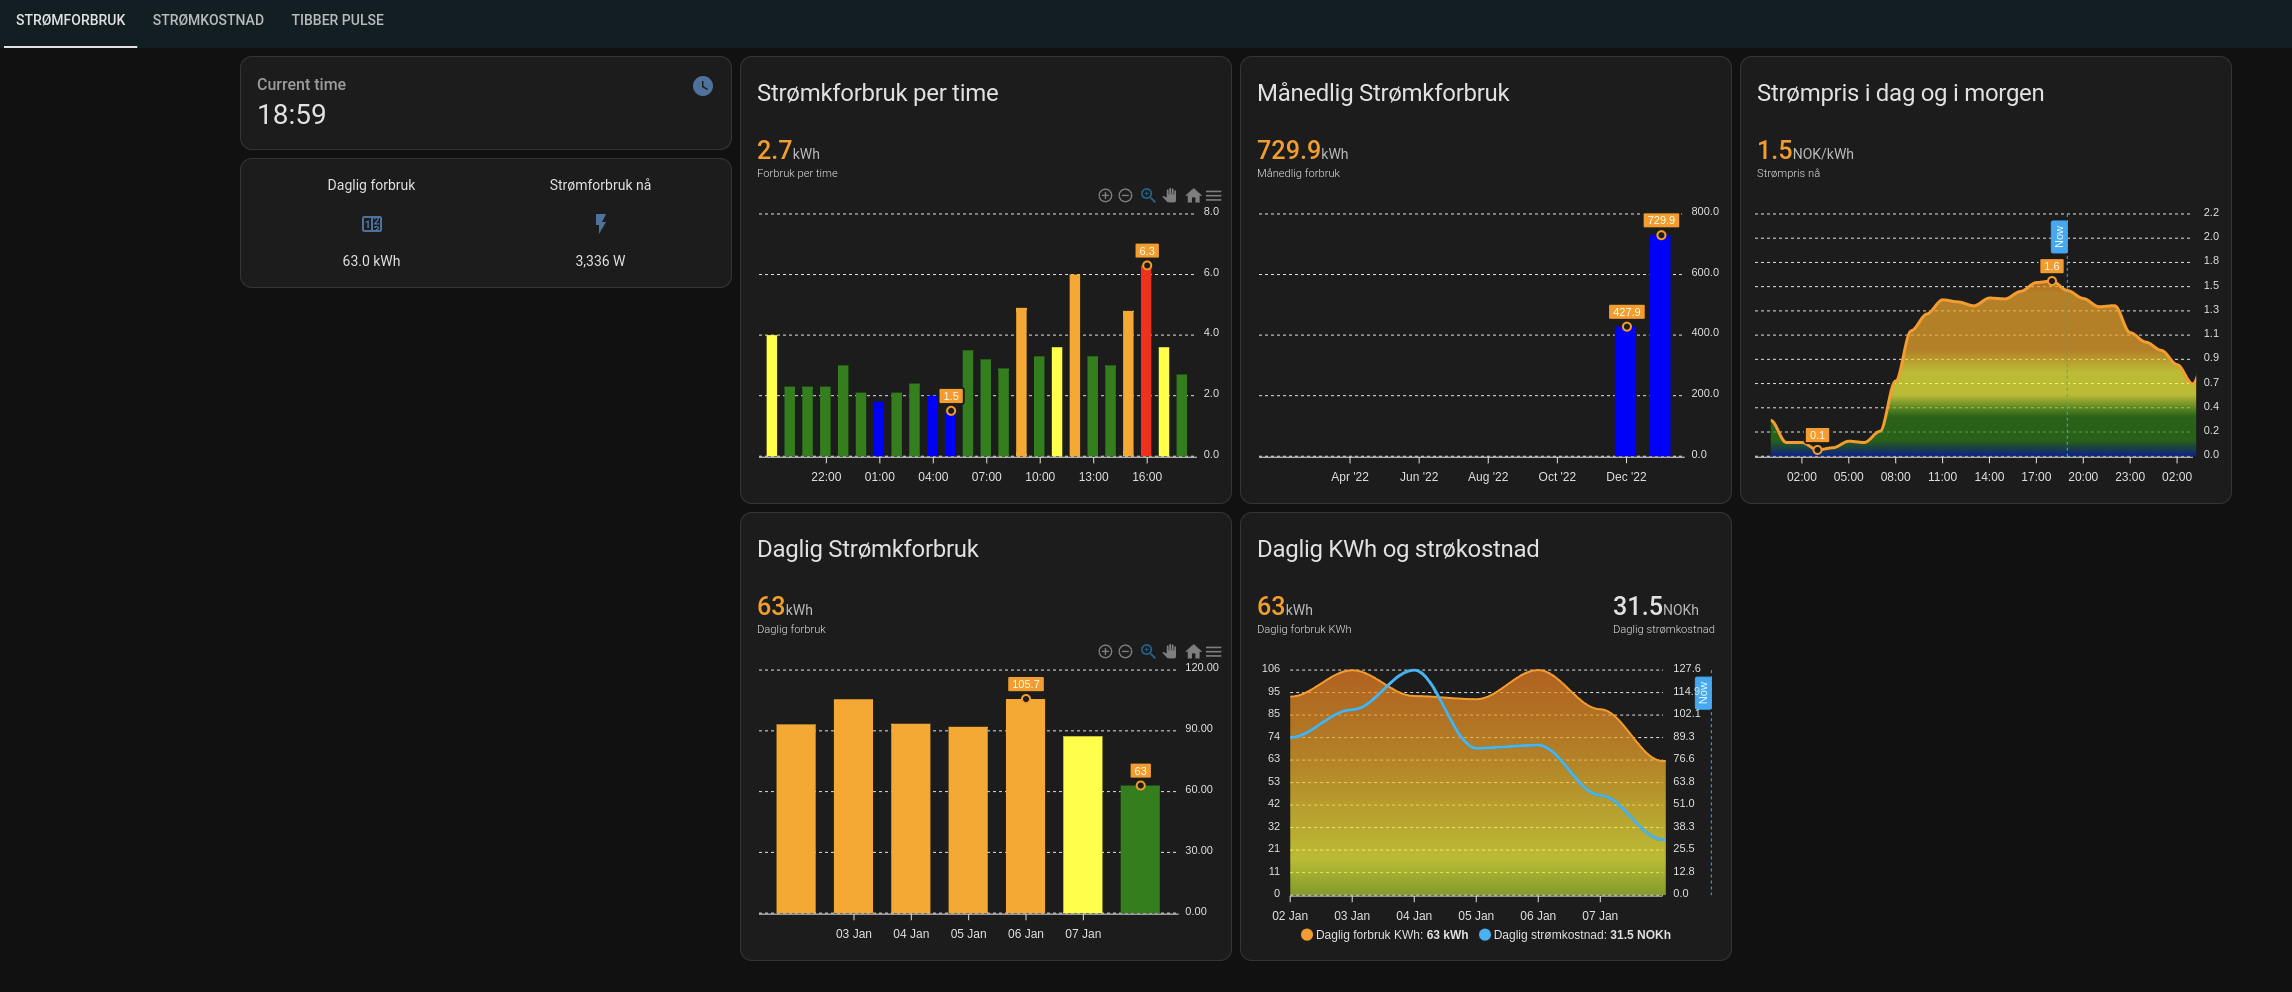 STRØMFORBRUK STRØMKOSTNAD TIBBER PULSE
Current time
18:59
Daglig forbruk Strømforbruk nå
63.0 kWh 3,336 W
Strømkforbruk per time
2.7kWh
Forbruk per time
8.0
6.3
6.0
4.0
2.0
1.5
0.0
22:00 01:00 04:00 07:00 10:00 13:00 16:00
Månedlig Strømkforbruk
729.9kWh
Månedlig forbruk
800.0
729.9
600.0
427.9
400.0
200.0
0.0
Apr '22 Jun '22 Aug '22 Oct '22 Dec '22
Strømpris i dag og i morgen
1.5NOK/kWh
Strømpris nå
2.2
Now
2.0
1.8
1.6
1.5
1.3
1.1
0.9
0.7
0.4
0.2
0.1
0.0
02:00 05:00 08:00 11:00 14:00 17:00 20:00 23:00 02:00
Daglig Strømkforbruk
63kWh
Daglig forbruk
120.00
105.7
90.00
63
60.00
30.00
0.00
03 Jan 04 Jan 05 Jan 06 Jan 07 Jan
Daglig KWh og strøkostnad
63kWh 31.5NOKh
Daglig forbruk KWh Daglig strømkostnad
106 127.6
95 114.9 Now
85 102.1
74 89.3
63 76.6
53 63.8
42 51.0
32 38.3
21 25.5
11 12.8
0 0.0
02 Jan 03 Jan 04 Jan 05 Jan 06 Jan 07 Jan
Daglig forbruk KWh: 63 kWh Daglig strømkostnad: 31.5 NOKh